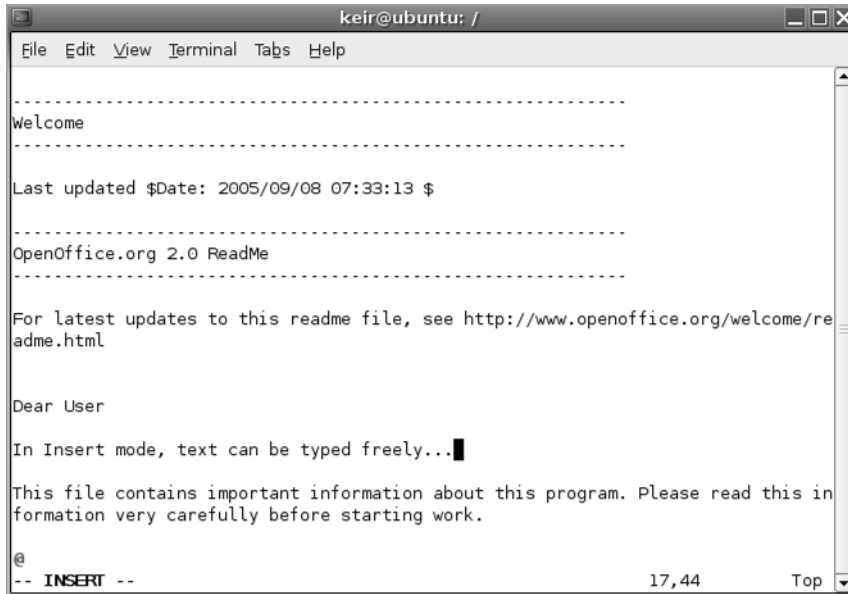 keir@ubuntu: /
File Edit View Terminal Tabs Help
------------------------------------------------------------
Welcome
------------------------------------------------------------
Last updated $Date: 2005/09/08 07:33:13 $
------------------------------------------------------------
OpenOffice.org 2.0 ReadMe
------------------------------------------------------------
For latest updates to this readme file, see http://www.openoffice.org/welcome/re
adme.html
Dear User
In Insert mode, text can be typed freely...
This file contains important information about this program. Please read this in
formation very carefully before starting work.
@
-- INSERT -- 17,44 Top